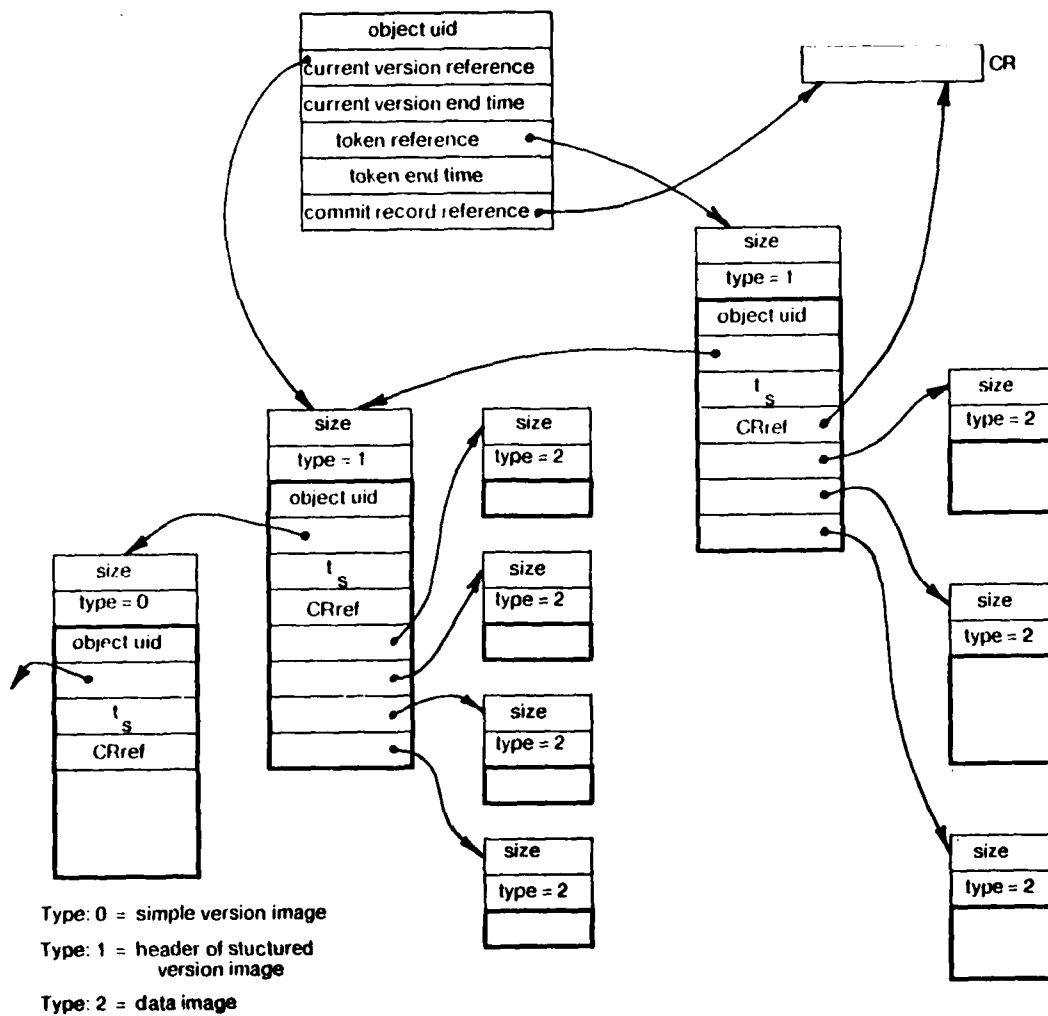 object uid
current version reference
current version end time
token reference
token end time
commit record reference
CR
size
type = 1
object uid
t s
CRref
size
type = 2
size
type = 2
size
type = 2
size
type = 1
object uid
t s
CRref
size
type = 2
size
type = 2
size
type = 2
size
type = 2
size
type = 0
object uid
t s
CRref
Type: 0 = simple version image
Type: 1 = header of stuctured
version image
Type: 2 = data image